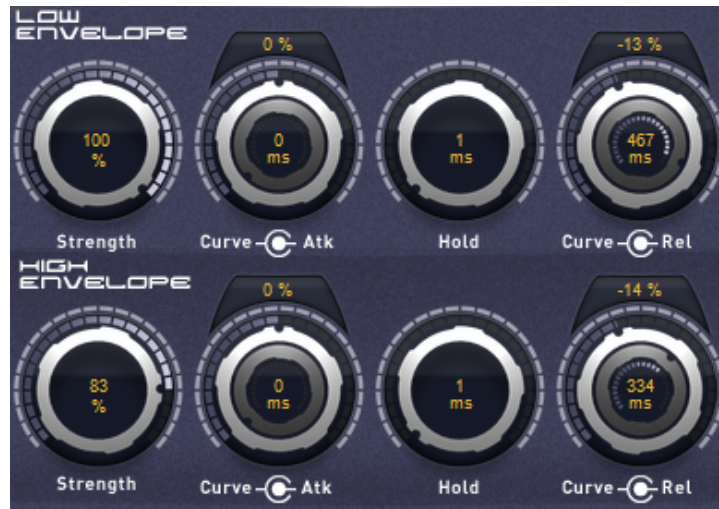 LOW
ENVELOPE
0 %
-13 %
100
%
0
ms
1
ms
467
ms
Strength
Curve Atk
Hold
Curve Rel
HIGH
ENVELOPE
0 %
-14 %
83
%
0
ms
1
ms
334
ms
Strength
Curve Atk
Hold
Curve Rel